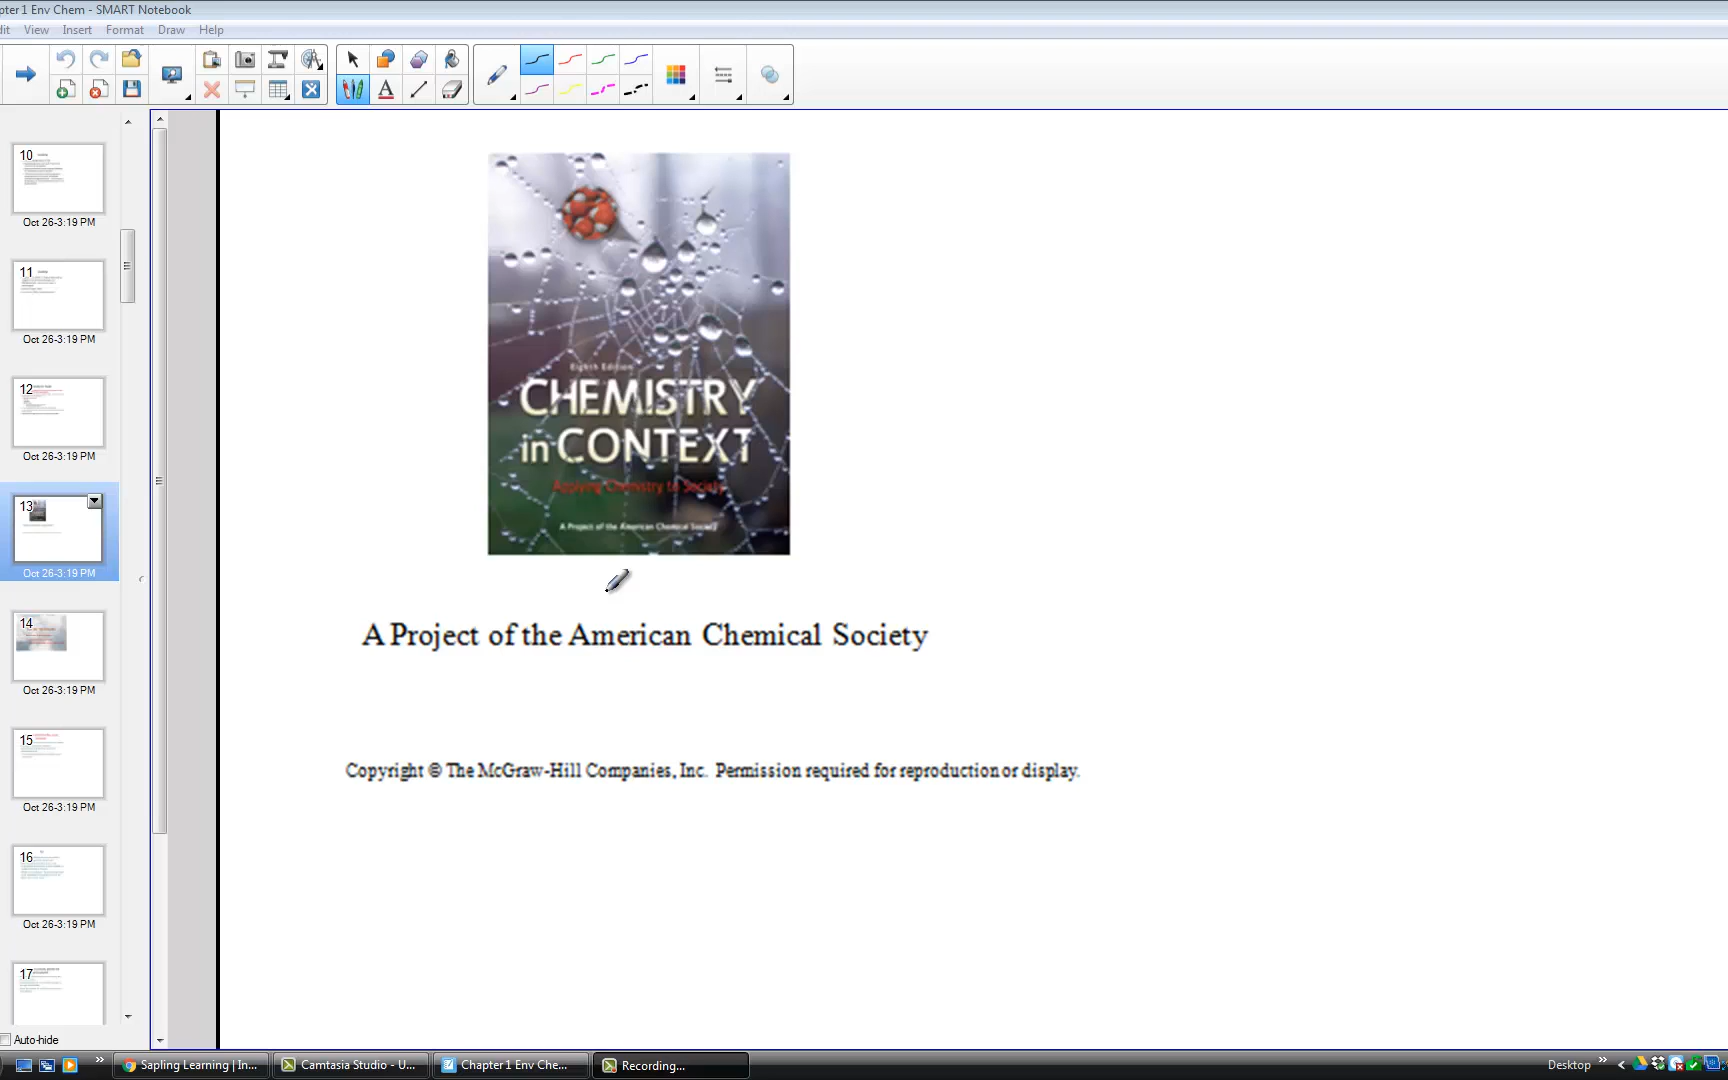 pter 1 Env Chem - SMART Notebook
dit View Insert Format Draw Help
10
Oct 26-3:19 PM
11
Oct 26-3:19 PM
12
Oct 26-3:19 PM
13
Oct 26-3:19 PM
14
Oct 26-3:19 PM
15
Oct 26-3:19 PM
16
Oct 26-3:19 PM
17
Auto-hide
Eighth Edition
CHEMISTRY
in CONTEXT
Applying Chemistry to Society
A Project of the American Chemical Society
A Project of the American Chemical Society
Copyright © The McGraw-Hill Companies, Inc. Permission required for reproduction or display.
Sapling Learning | In... Camtasia Studio - U... Chapter 1 Env Che... Recording... Desktop